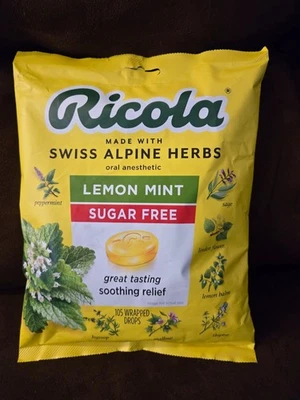 Ricola®
MADE WITH
SWISS ALPINE HERBS
oral anesthetic
LEMON MINT
SUGAR FREE
peppermint
sage
great tasting
soothing relief
lemon balm
105 WRAPPED
DROPS